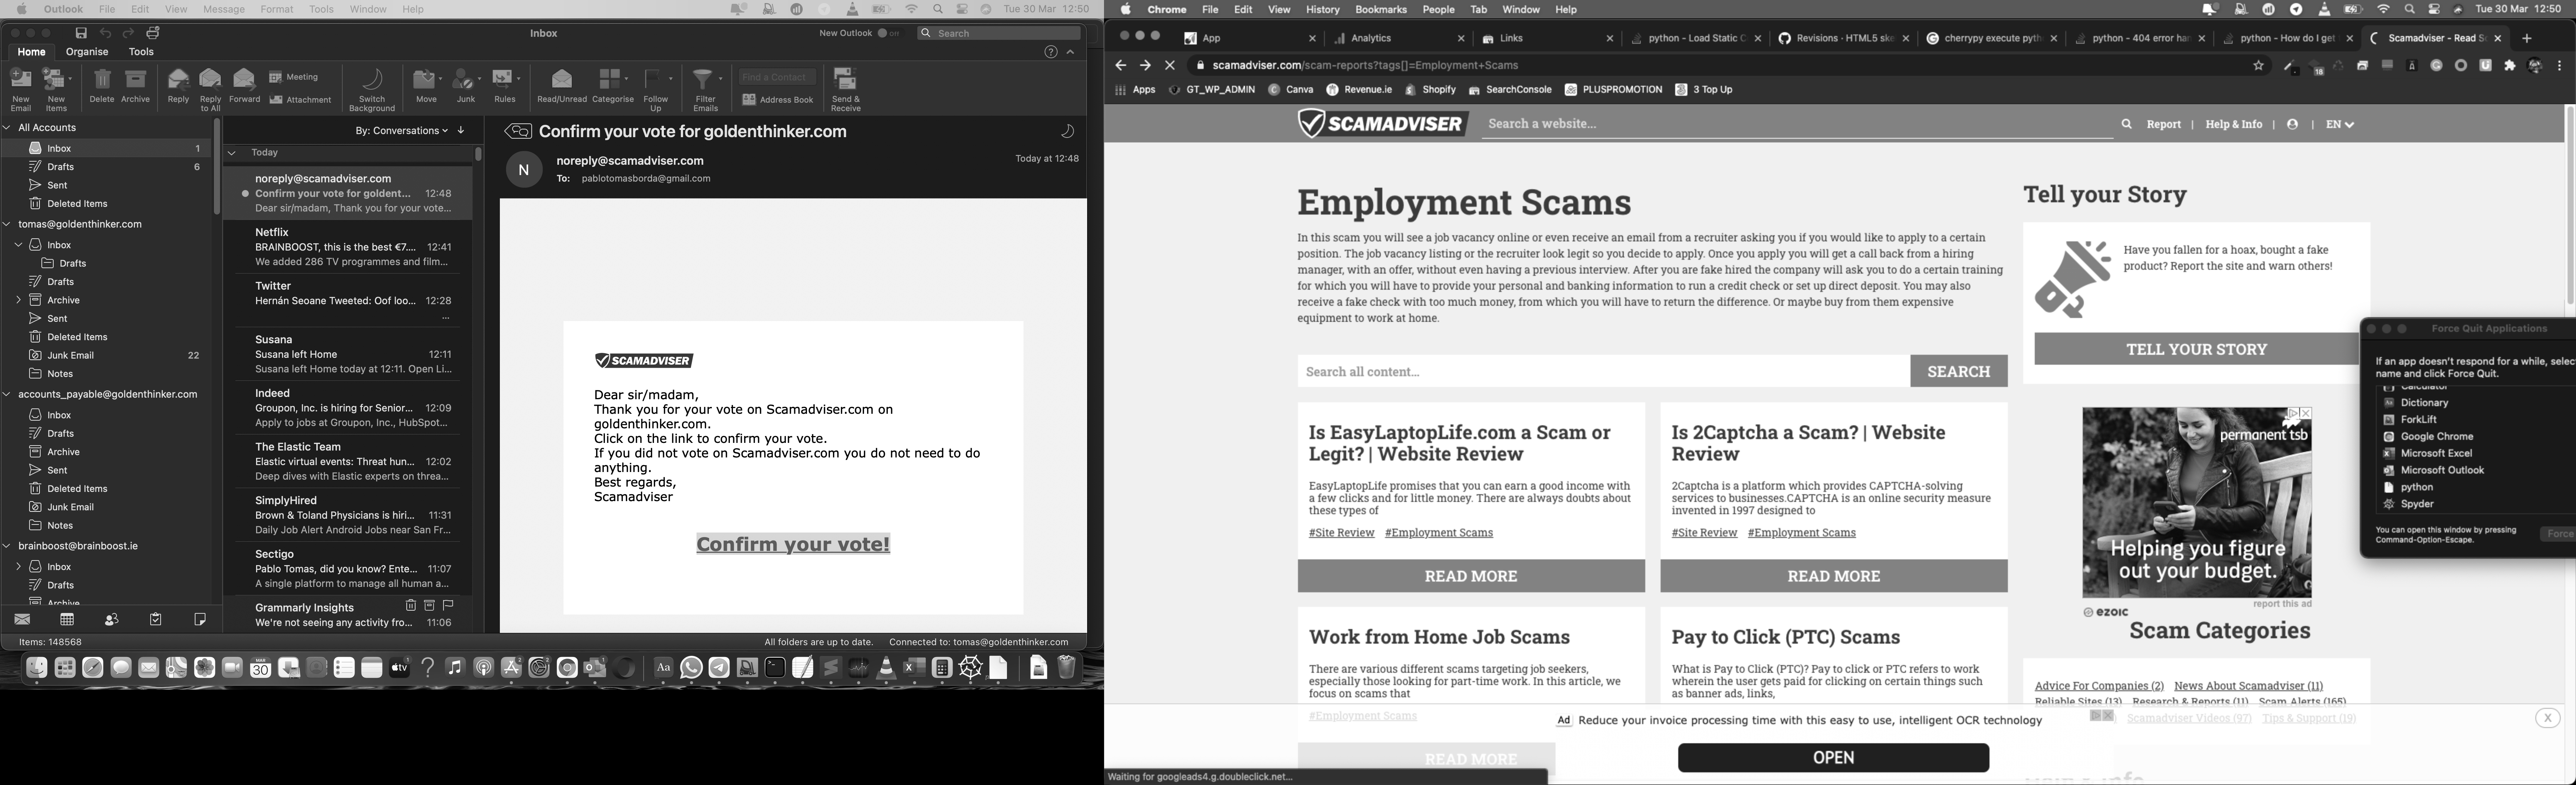 Outlook File Edit View Message Format Tools Window Help
Tue 30 Mar 12:50
Inbox
New Outlook
Search
Home Organise Tools
New Email
New Items
Delete
Archive
Reply
Reply to All
Forward
Meeting
Attachment
Switch Background
Move
Junk
Rules
Read/Unread
Categorise
Follow Up
Filter Emails
Find a Contact
Address Book
Send & Receive
All Accounts
Inbox 1
Drafts 6
Sent
Deleted Items
tomas@goldenthinker.com
Inbox
Drafts
Drafts
Archive
Sent
Deleted Items
Junk Email 22
Notes
accounts_payable@goldenthinker.com
Inbox
Drafts
Archive
Sent
Deleted Items
Junk Email
Notes
brainboost@brainboost.ie
Inbox
Drafts
Archive
Items: 148568
By: Conversations
Today
noreply@scamadviser.com
Confirm your vote for goldent... 12:48
Dear sir/madam, Thank you for your vote...
Netflix
BRAINBOOST, this is the best €7.... 12:41
We added 286 TV programmes and film...
Twitter
Hernán Seoane Tweeted: Oof loo... 12:28
...
Susana
Susana left Home 12:11
Susana left Home today at 12:11. Open Li...
Indeed
Groupon, Inc. is hiring for Senior... 12:09
Apply to jobs at Groupon, Inc., HubSpot...
The Elastic Team
Elastic virtual events: Threat hun... 12:02
Deep dives with Elastic experts on threa...
SimplyHired
Brown & Toland Physicians is hiri... 11:31
Daily Job Alert Android Jobs near San Fr...
Sectigo
Pablo Tomas, did you know? Ente... 11:07
A single platform to manage all human a...
Grammarly Insights
We're not seeing any activity fro... 11:06
Confirm your vote for goldenthinker.com
N
noreply@scamadviser.com
To: pablotomasborda@gmail.com
Today at 12:48
SCAMADVISER
Dear sir/madam,
Thank you for your vote on Scamadviser.com on
goldenthinker.com.
Click on the link to confirm your vote.
If you did not vote on Scamadviser.com you do not need to do
anything.
Best regards,
Scamadviser
Confirm your vote!
All folders are up to date. Connected to: tomas@goldenthinker.com
Chrome File Edit View History Bookmarks People Tab Window Help
Tue 30 Mar 12:50
App
Analytics
Links
python - Load Static C
Revisions · HTML5 ske
cherrypy execute pyth
python - 404 error han
python - How do I get
Scamadviser - Read Sc
scamadviser.com/scam-reports?tags[]=Employment+Scams
Apps GT_WP_ADMIN Canva Revenue.ie Shopify SearchConsole PLUSPROMOTION 3 Top Up
SCAMADVISER
Search a website...
Report | Help & Info | | EN
Employment Scams
In this scam you will see a job vacancy online or even receive an email from a recruiter asking you if you would like to apply to a certain
position. The job vacancy listing or the recruiter look legit so you decide to apply. Once you apply you will get a call back from a hiring
manager, with an offer, without even having a previous interview. After you are fake hired the company will ask you to do a certain training
for which you will have to provide your personal and banking information to run a credit check or set up direct deposit. You may also
receive a fake check with too much money, from which you will have to return the difference. Or maybe buy from them expensive
equipment to work at home.
Search all content...
SEARCH
Is EasyLaptopLife.com a Scam or
Legit? | Website Review
EasyLaptopLife promises that you can earn a good income with
a few clicks and for little money. There are always doubts about
these types of
#Site Review #Employment Scams
READ MORE
Is 2Captcha a Scam? | Website
Review
2Captcha is a platform which provides CAPTCHA-solving
services to businesses.CAPTCHA is an online security measure
invented in 1997 designed to
#Site Review #Employment Scams
READ MORE
Work from Home Job Scams
There are various different scams targeting job seekers,
especially those looking for part-time work. In this article, we
focus on scams that
#Employment Scams
READ MORE
Pay to Click (PTC) Scams
What is Pay to Click (PTC)? Pay to click or PTC refers to work
wherein the user gets paid for clicking on certain things such
as banner ads, links,
Tell your Story
Have you fallen for a hoax, bought a fake
product? Report the site and warn others!
TELL YOUR STORY
permanent tsb
Helping you figure
out your budget.
ezoic
report this ad
Scam Categories
Advice For Companies (2) News About Scamadviser (11)
Reliable Sites (13) Research & Reports (11) Scam Alerts (165)
Scamadviser Videos (97) Tips & Support (19)
Force Quit Applications
If an app doesn't respond for a while, selec
name and click Force Quit.
Calculator
Dictionary
ForkLift
Google Chrome
Microsoft Excel
Microsoft Outlook
python
Spyder
You can open this window by pressing
Command-Option-Escape.
Force
Ad Reduce your invoice processing time with this easy to use, intelligent OCR technology
OPEN
X
Waiting for googleads4.g.doubleclick.net...